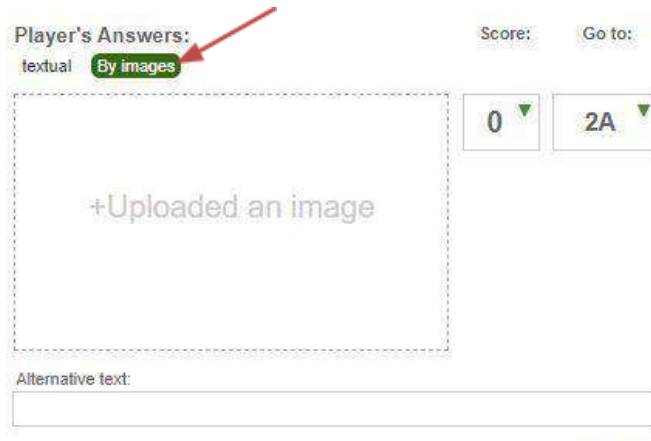 Player's Answers: Score: Go to:
textual By images
0 2A
+Uploaded an image
Alternative text: